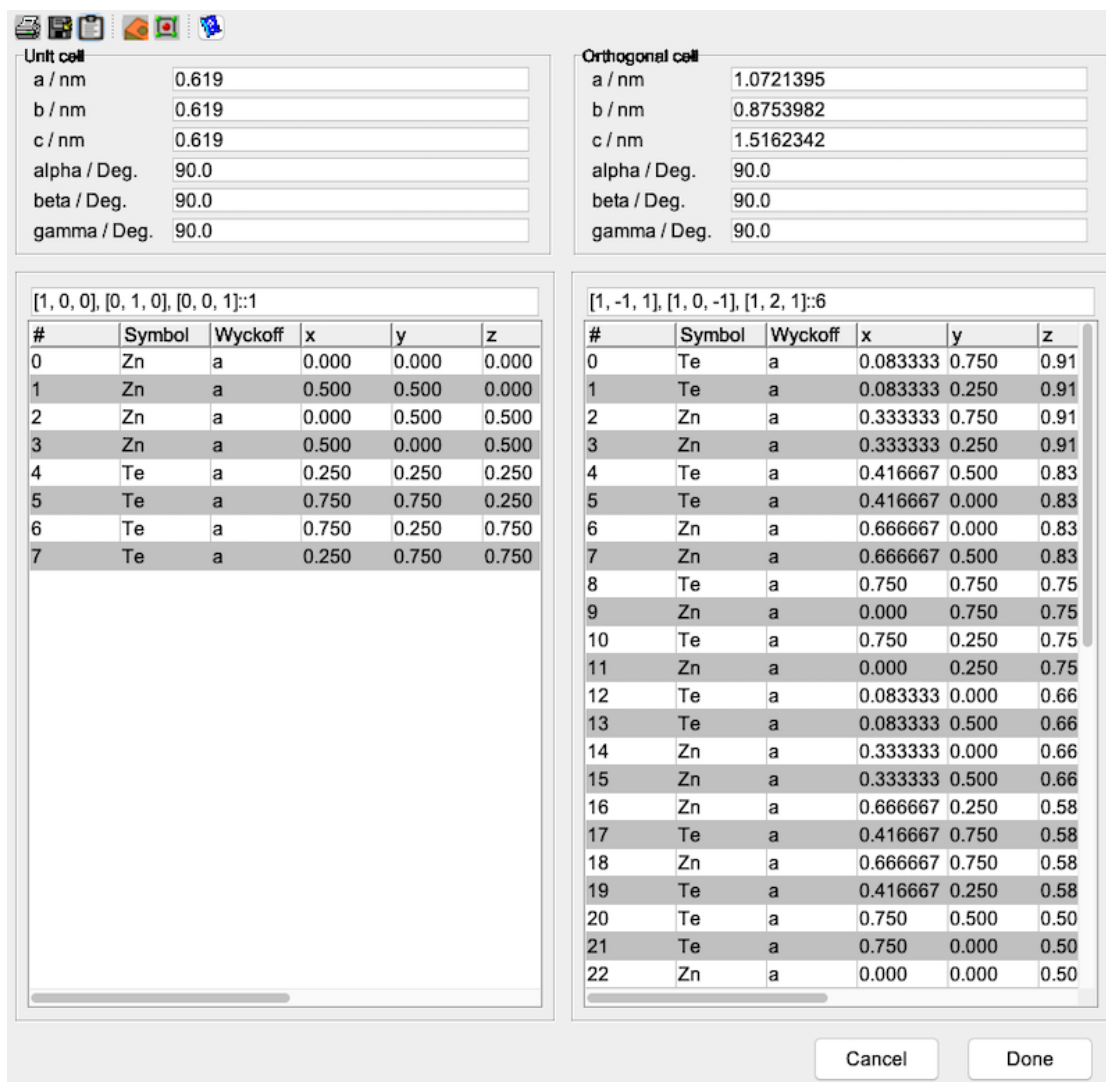 Unit cell
a / nm 0.619
b / nm 0.619
c / nm 0.619
alpha / Deg. 90.0
beta / Deg. 90.0
gamma / Deg. 90.0
Orthogonal cell
a / nm 1.0721395
b / nm 0.8753982
c / nm 1.5162342
alpha / Deg. 90.0
beta / Deg. 90.0
gamma / Deg. 90.0
[1, 0, 0], [0, 1, 0], [0, 0, 1]::1
# Symbol Wyckoff x y z
0 Zn a 0.000 0.000 0.000
1 Zn a 0.500 0.500 0.000
2 Zn a 0.000 0.500 0.500
3 Zn a 0.500 0.000 0.500
4 Te a 0.250 0.250 0.250
5 Te a 0.750 0.750 0.250
6 Te a 0.750 0.250 0.750
7 Te a 0.250 0.750 0.750
[1, -1, 1], [1, 0, -1], [1, 2, 1]::6
# Symbol Wyckoff x y z
0 Te a 0.083333 0.750 0.91
1 Te a 0.083333 0.250 0.91
2 Zn a 0.333333 0.750 0.91
3 Zn a 0.333333 0.250 0.91
4 Te a 0.416667 0.500 0.83
5 Te a 0.416667 0.000 0.83
6 Zn a 0.666667 0.000 0.83
7 Zn a 0.666667 0.500 0.83
8 Te a 0.750 0.750 0.75
9 Zn a 0.000 0.750 0.75
10 Te a 0.750 0.250 0.75
11 Zn a 0.000 0.250 0.75
12 Te a 0.083333 0.000 0.66
13 Te a 0.083333 0.500 0.66
14 Zn a 0.333333 0.000 0.66
15 Zn a 0.333333 0.500 0.66
16 Zn a 0.666667 0.250 0.58
17 Te a 0.416667 0.750 0.58
18 Zn a 0.666667 0.750 0.58
19 Te a 0.416667 0.250 0.58
20 Te a 0.750 0.500 0.50
21 Te a 0.750 0.000 0.50
22 Zn a 0.000 0.000 0.50
Cancel
Done